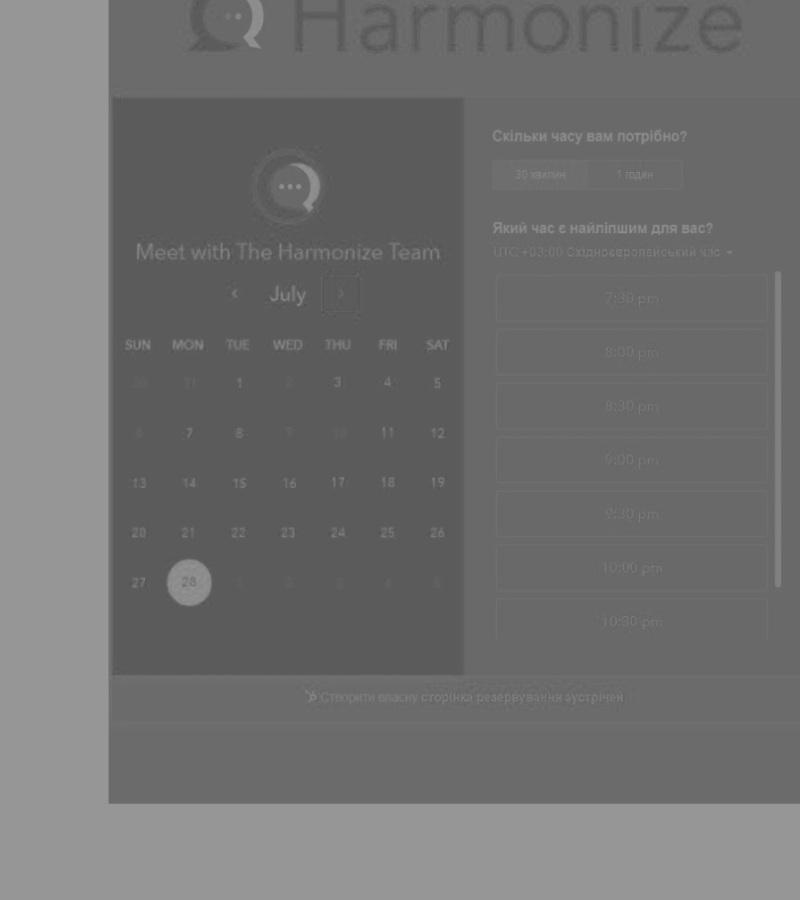 Harmonize
Meet with The Harmonize Team
July
SUN MON TUE WED THU FRI SAT
30 31 1 2 3 4 5
6 7 8 9 10 11 12
13 14 15 16 17 18 19
20 21 22 23 24 25 26
27 28 1 2 3 4 5
Скільки часу вам потрібно?
30 хвилин 1 годин
Який час є найліпшим для вас?
UTC +03:00 Східноєвропейський час
7:30 pm
8:00 pm
8:30 pm
9:00 pm
9:30 pm
10:00 pm
10:30 pm
Створити власну сторінка резервування зустрічен